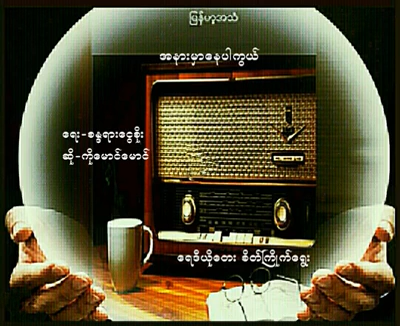 မြန်မာ့အသံ
အနားမှာနေပါကွယ်
ရေး-စန္ဒရားငွေစိုး
ဆို-ကိုမောင်မောင်
ရေဒီယိုတေး စိတ်ကြိုက်ရွေး